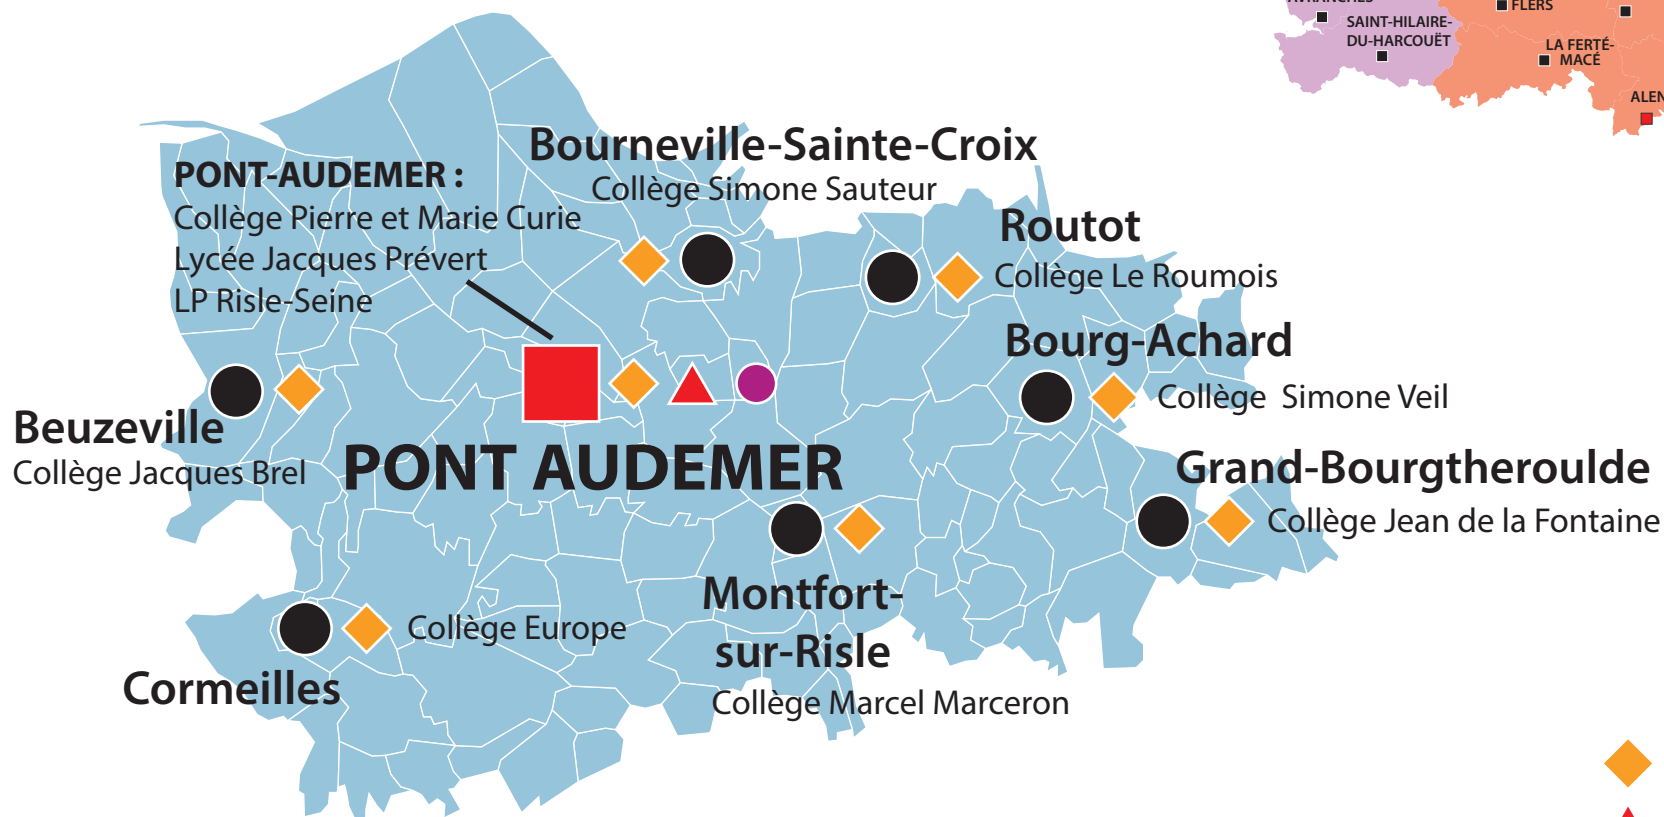 FLERS
SAINT-HILAIRE-
DU-HARCOUËT
LA FERTÉ-
MACÉ
Bourneville-Sainte-Croix
Collège Simone Sauteur
PONT-AUDEMER :
Collège Pierre et Marie Curie
Lycée Jacques Prévert
LP Risle-Seine
Routot
Collège Le Roumois
Bourg-Achard
Collège Simone Veil
Beuzeville
Collège Jacques Brel
PONT AUDEMER
Grand-Bourgtheroulde
Collège Jean de la Fontaine
Montfort-
sur-Risle
Collège Marcel Marceron
Collège Europe
Cormeilles